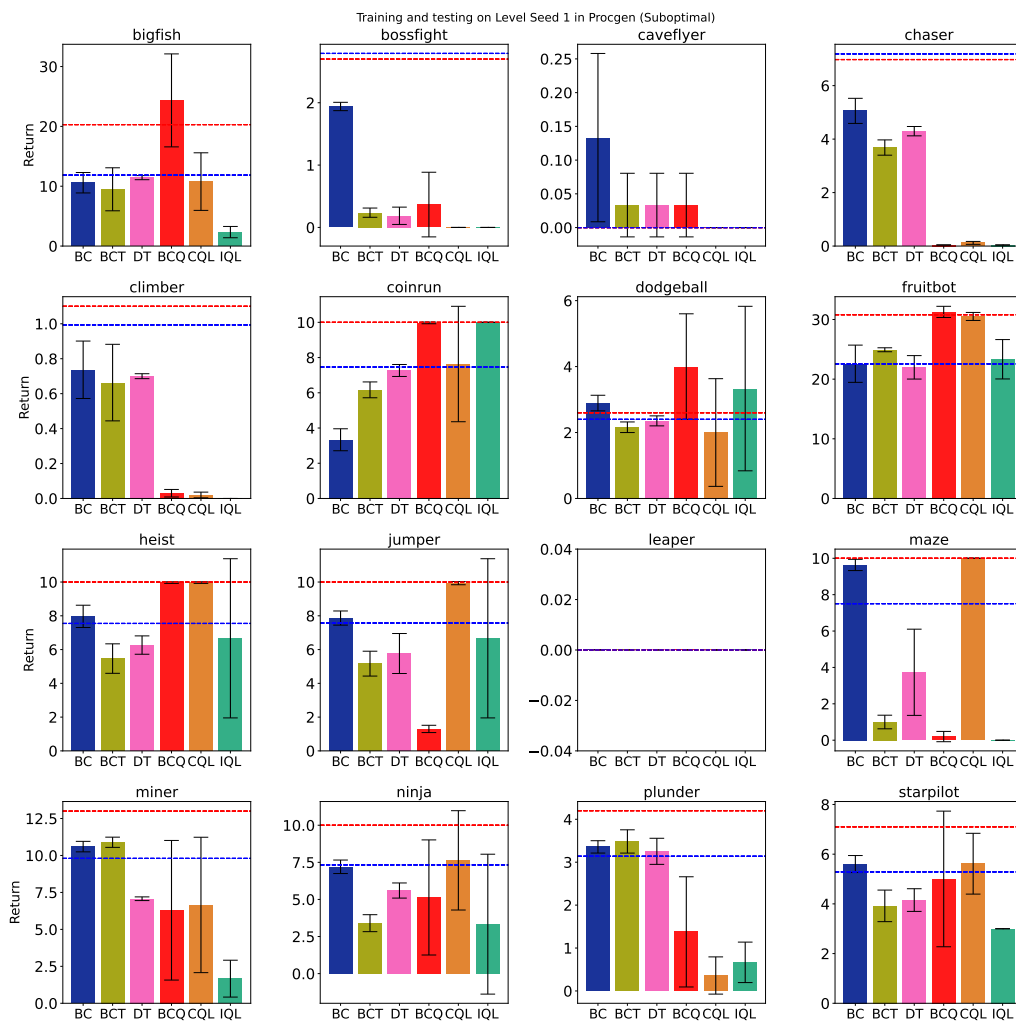 Training and testing on Level Seed 1 in Procgen (Suboptimal)
bigfish
Return
30
20
10
0
BC BCT DT BCQ CQL IQL
bossfight
2
1
0
BC BCT DT BCQ CQL IQL
caveflyer
0.25
0.20
0.15
0.10
0.05
0.00
BC BCT DT BCQ CQL IQL
chaser
6
4
2
0
BC BCT DT BCQ CQL IQL
climber
Return
1.0
0.8
0.6
0.4
0.2
0.0
BC BCT DT BCQ CQL IQL
coinrun
10
8
6
4
2
0
BC BCT DT BCQ CQL IQL
dodgeball
6
4
2
0
BC BCT DT BCQ CQL IQL
fruitbot
30
20
10
0
BC BCT DT BCQ CQL IQL
heist
Return
10
8
6
4
2
0
BC BCT DT BCQ CQL IQL
jumper
10
8
6
4
2
0
BC BCT DT BCQ CQL IQL
leaper
0.04
0.02
0.00
−0.02
−0.04
BC BCT DT BCQ CQL IQL
maze
10
8
6
4
2
0
BC BCT DT BCQ CQL IQL
miner
Return
12.5
10.0
7.5
5.0
2.5
0.0
BC BCT DT BCQ CQL IQL
ninja
10.0
7.5
5.0
2.5
0.0
BC BCT DT BCQ CQL IQL
plunder
4
3
2
1
0
BC BCT DT BCQ CQL IQL
starpilot
8
6
4
2
0
BC BCT DT BCQ CQL IQL